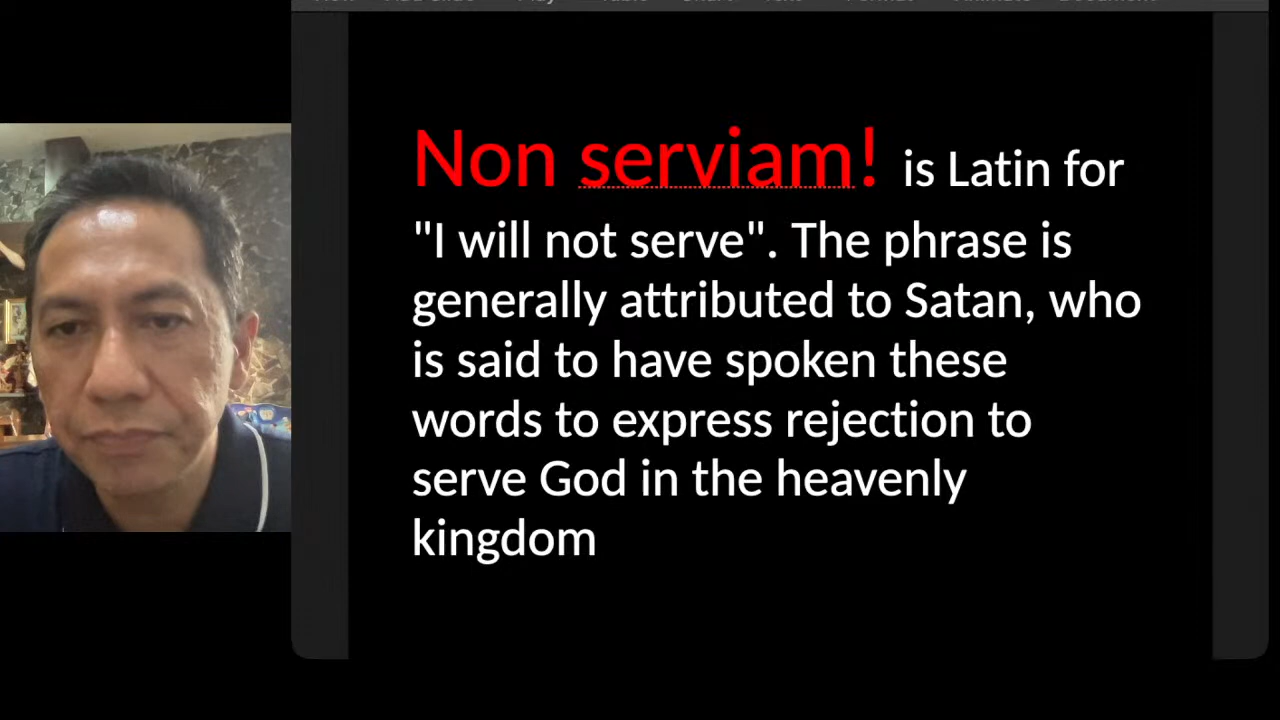 Non serviam! is Latin for
"I will not serve". The phrase is
generally attributed to Satan, who
is said to have spoken these
words to express rejection to
serve God in the heavenly
kingdom